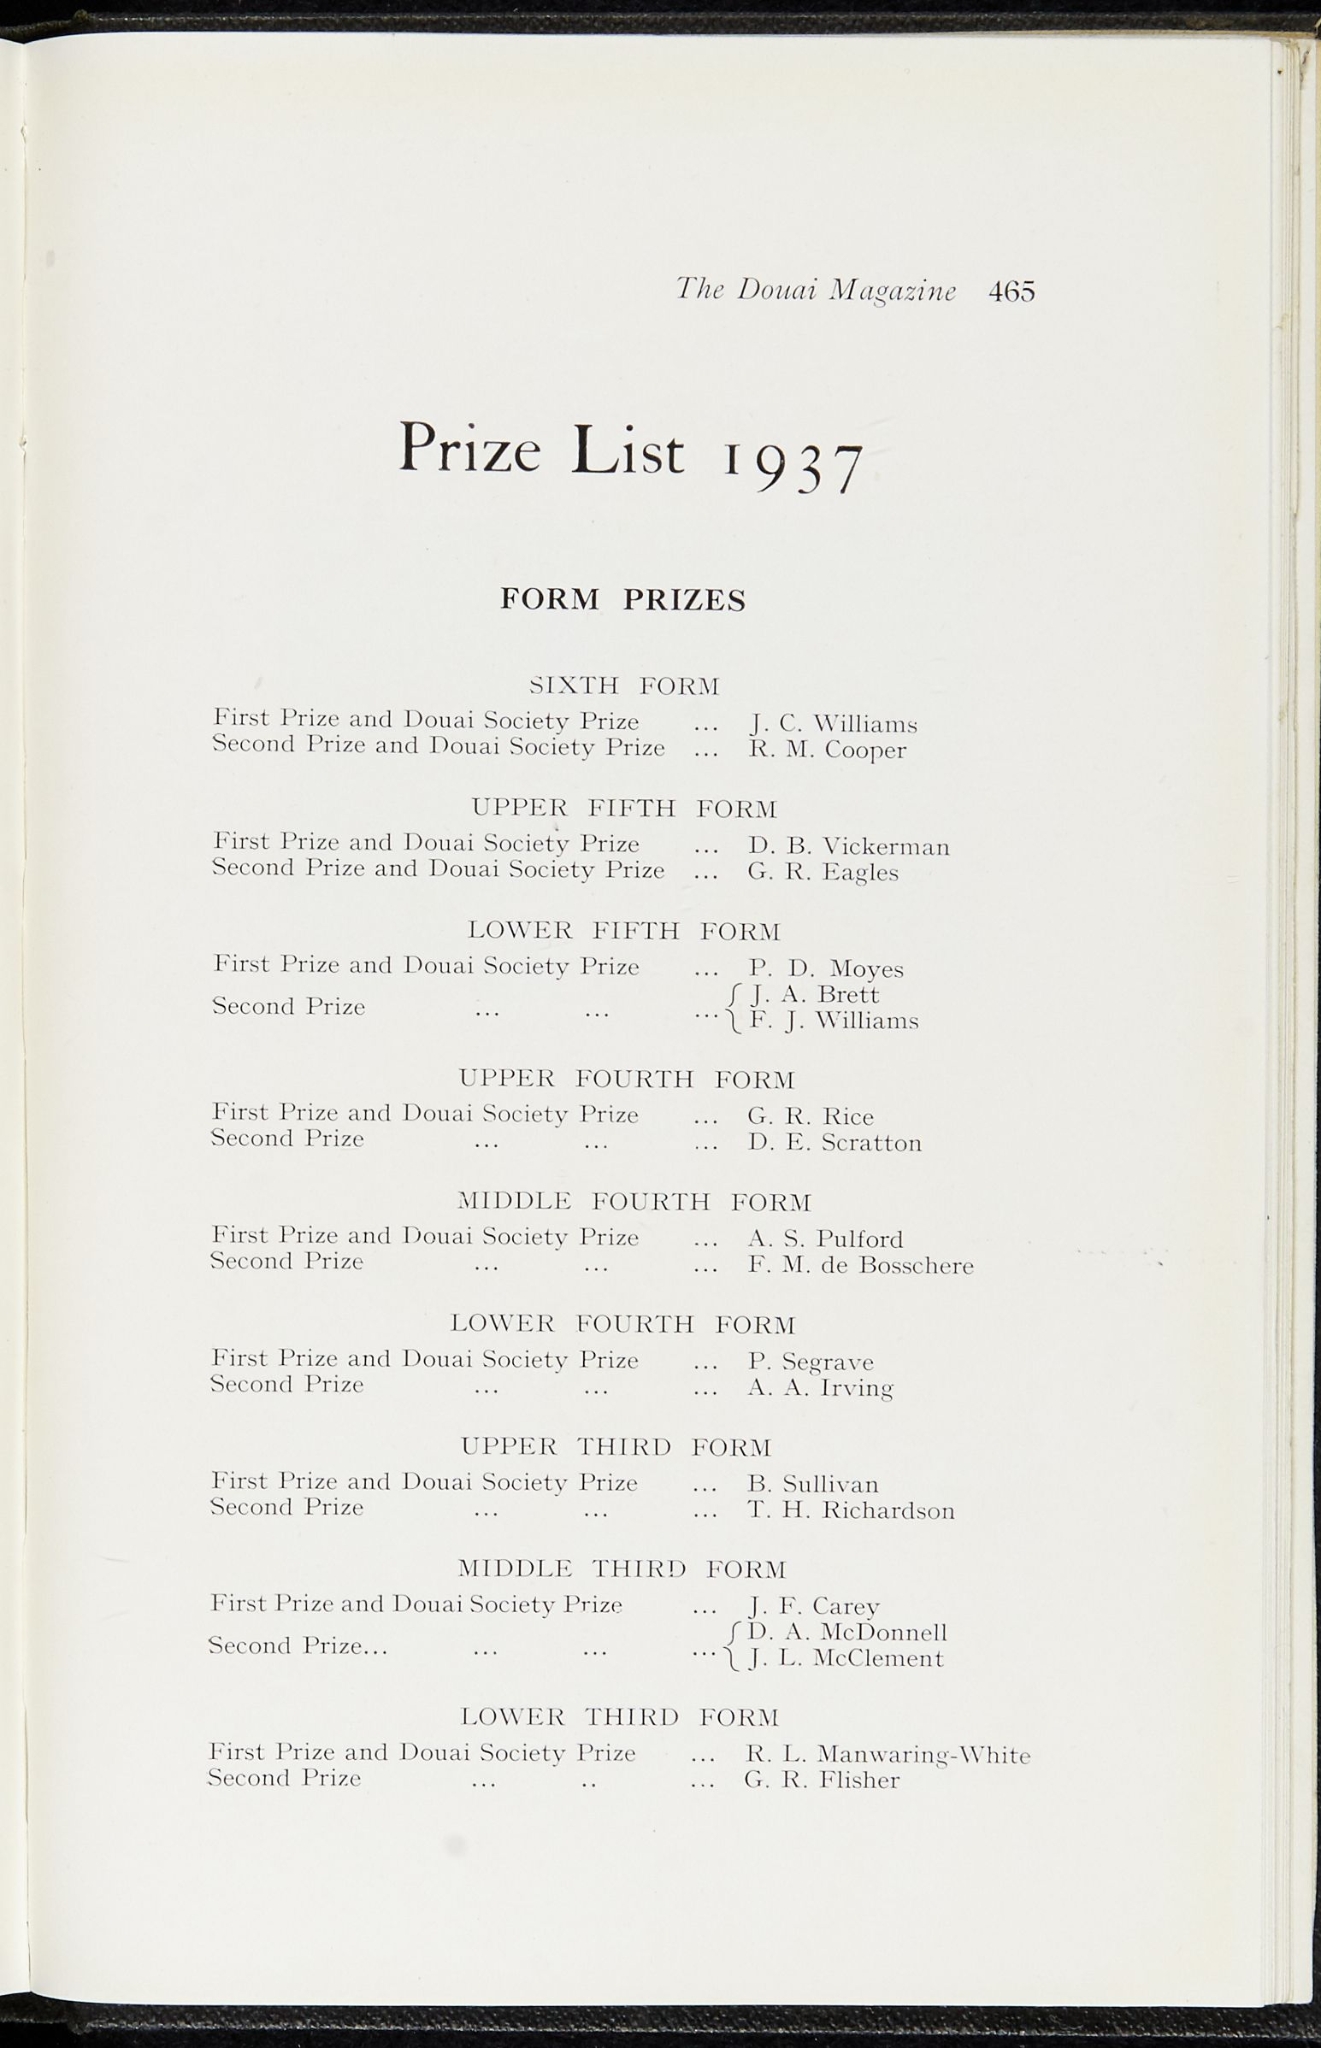 The Douai Magazine 465
Prize List 1937
FORM PRIZES
SIXTH FORM
First Prize and Douai Society Prize ... J. C. Williams
Second Prize and Douai Society Prize ... R. M. Cooper
UPPER FIFTH FORM
First Prize and Douai Society Prize ... D. B. Vickerman
Second Prize and Douai Society Prize ... G. R. Eagles
LOWER FIFTH FORM
First Prize and Douai Society Prize ... P. D. Moyes
Second Prize ... ... ... { J. A. Brett
F. J. Williams
UPPER FOURTH FORM
First Prize and Douai Society Prize ... G. R. Rice
Second Prize ... ... ... D. E. Scratton
MIDDLE FOURTH FORM
First Prize and Douai Society Prize ... A. S. Pulford
Second Prize ... ... ... F. M. de Bosschere
LOWER FOURTH FORM
First Prize and Douai Society Prize ... P. Segrave
Second Prize ... ... ... A. A. Irving
UPPER THIRD FORM
First Prize and Douai Society Prize ... B. Sullivan
Second Prize ... ... ... T. H. Richardson
MIDDLE THIRD FORM
First Prize and Douai Society Prize ... J. F. Carey
Second Prize... ... ... ... { D. A. McDonnell
J. L. McClement
LOWER THIRD FORM
First Prize and Douai Society Prize ... R. L. Manwaring-White
Second Prize ... .. ... G. R. Flisher